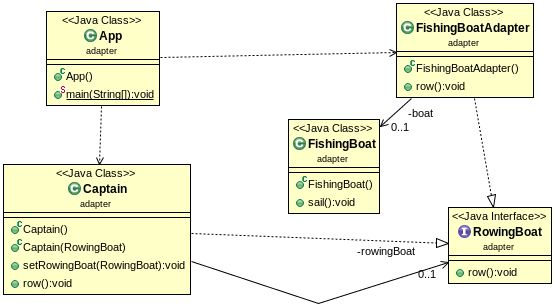 <<Java Class>>
App
adapter
App()
main(String[]):void
<<Java Class>>
FishingBoatAdapter
adapter
FishingBoatAdapter()
row():void
-boat
0..1
<<Java Class>>
FishingBoat
adapter
FishingBoat()
sail():void
<<Java Class>>
Captain
adapter
Captain()
Captain(RowingBoat)
setRowingBoat(RowingBoat):void
row():void
-rowingBoat
0..1
<<Java Interface>>
RowingBoat
adapter
row():void